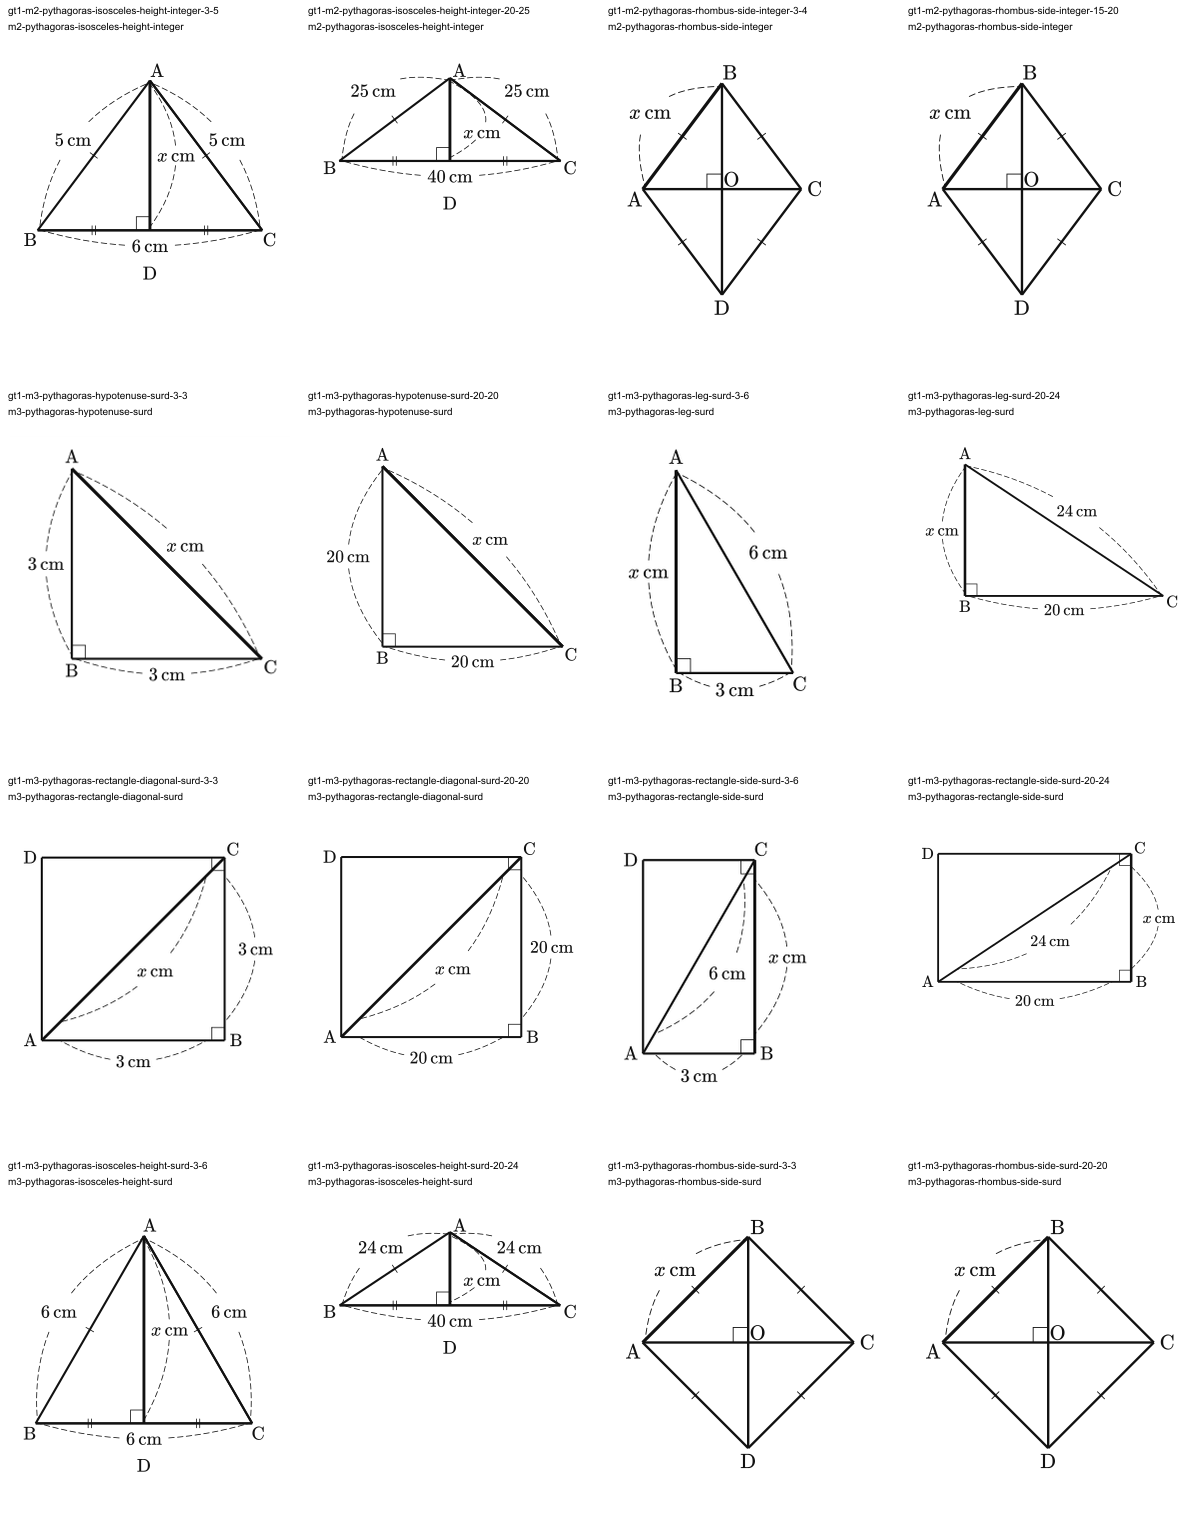 gt1-m2-pythagoras-isosceles-height-integer-3-5
m2-pythagoras-isosceles-height-integer
A
5 cm
5 cm
x cm
B
6 cm
C
D
gt1-m2-pythagoras-isosceles-height-integer-20-25
m2-pythagoras-isosceles-height-integer
A
25 cm
25 cm
x cm
B
40 cm
C
D
gt1-m2-pythagoras-rhombus-side-integer-3-4
m2-pythagoras-rhombus-side-integer
B
x cm
O
A
C
D
gt1-m2-pythagoras-rhombus-side-integer-15-20
m2-pythagoras-rhombus-side-integer
B
x cm
O
A
C
D
gt1-m3-pythagoras-hypotenuse-surd-3-3
m3-pythagoras-hypotenuse-surd
A
x cm
3 cm
B
3 cm
C
gt1-m3-pythagoras-hypotenuse-surd-20-20
m3-pythagoras-hypotenuse-surd
A
x cm
20 cm
B
20 cm
C
gt1-m3-pythagoras-leg-surd-3-6
m3-pythagoras-leg-surd
A
6 cm
x cm
B
3 cm
C
gt1-m3-pythagoras-leg-surd-20-24
m3-pythagoras-leg-surd
A
24 cm
x cm
B
20 cm
C
gt1-m3-pythagoras-rectangle-diagonal-surd-3-3
m3-pythagoras-rectangle-diagonal-surd
D
C
3 cm
x cm
A
B
3 cm
gt1-m3-pythagoras-rectangle-diagonal-surd-20-20
m3-pythagoras-rectangle-diagonal-surd
D
C
20 cm
x cm
A
B
20 cm
gt1-m3-pythagoras-rectangle-side-surd-3-6
m3-pythagoras-rectangle-side-surd
D
C
x cm
6 cm
A
B
3 cm
gt1-m3-pythagoras-rectangle-side-surd-20-24
m3-pythagoras-rectangle-side-surd
D
C
x cm
24 cm
A
B
20 cm
gt1-m3-pythagoras-isosceles-height-surd-3-6
m3-pythagoras-isosceles-height-surd
A
6 cm
6 cm
x cm
B
6 cm
C
D
gt1-m3-pythagoras-isosceles-height-surd-20-24
m3-pythagoras-isosceles-height-surd
A
24 cm
24 cm
x cm
B
40 cm
C
D
gt1-m3-pythagoras-rhombus-side-surd-3-3
m3-pythagoras-rhombus-side-surd
B
x cm
O
A
C
D
gt1-m3-pythagoras-rhombus-side-surd-20-20
m3-pythagoras-rhombus-side-surd
B
x cm
O
A
C
D